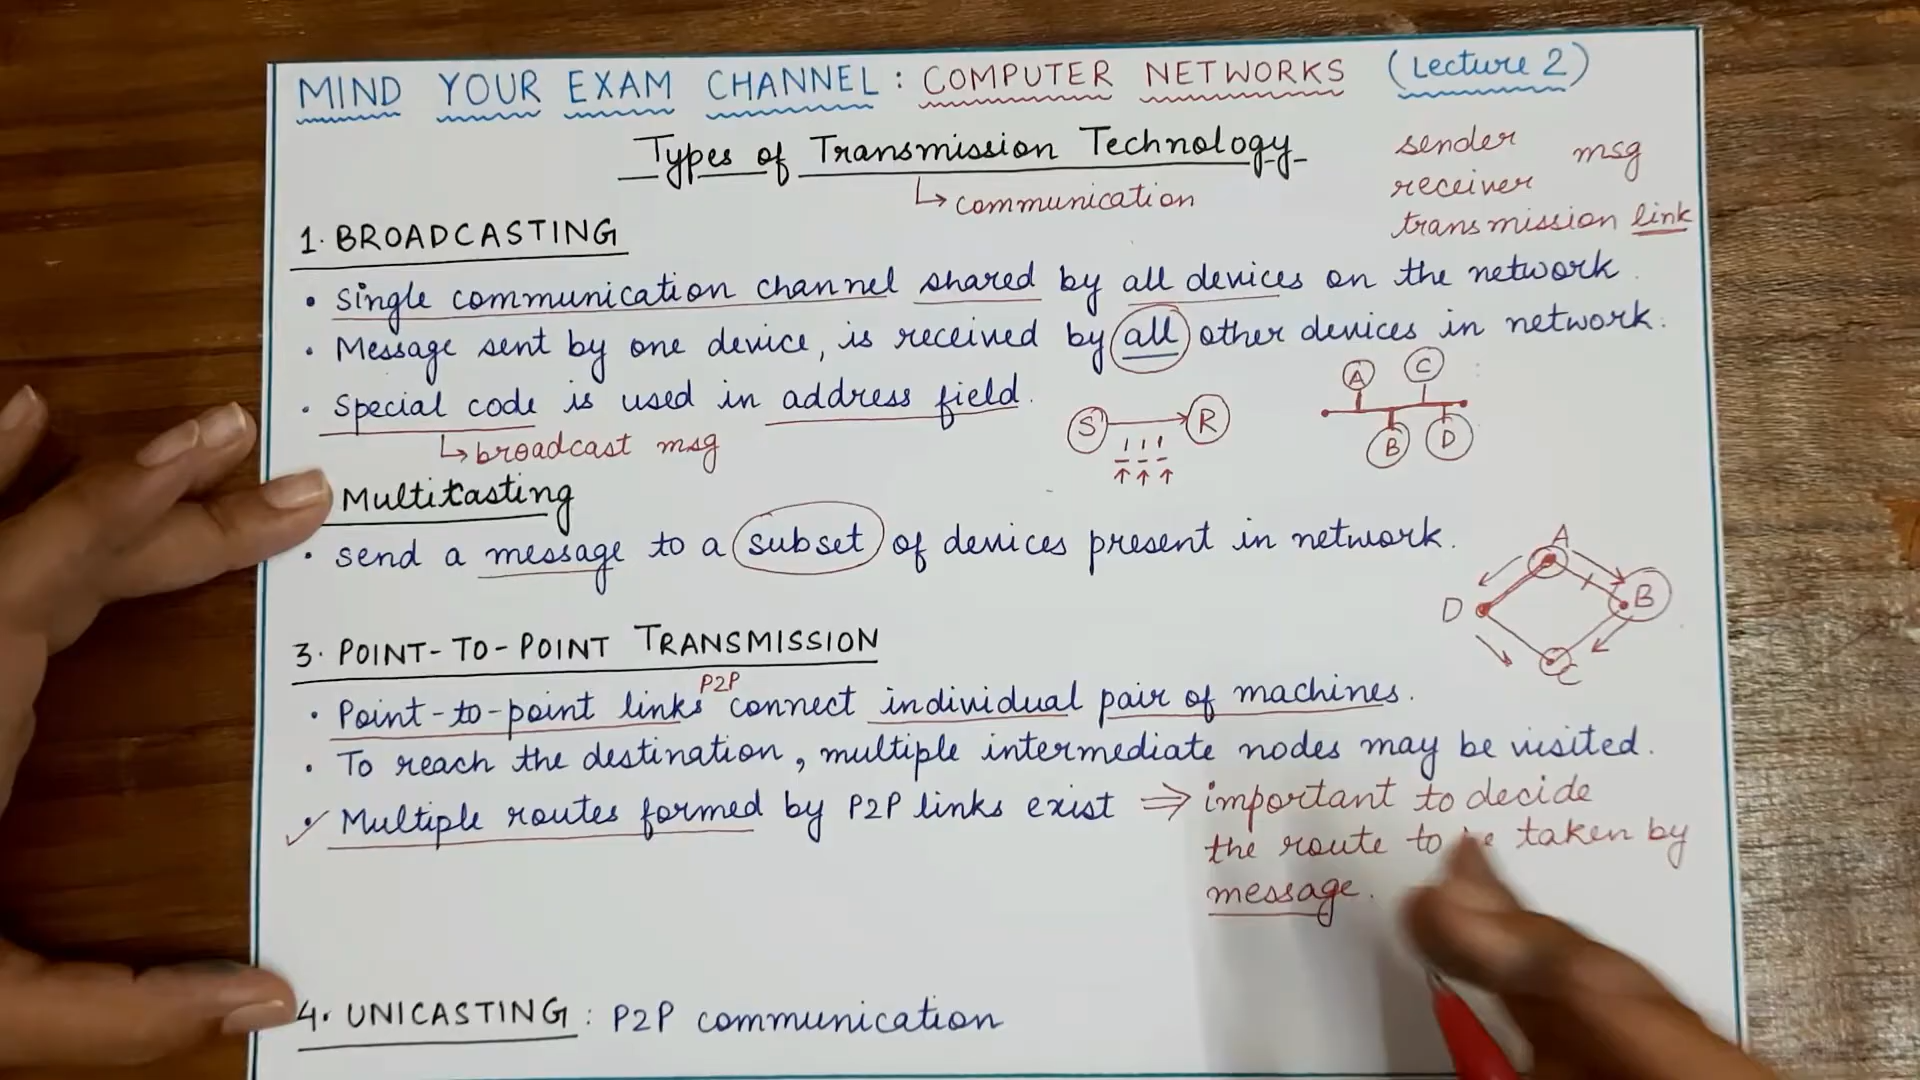 MIND YOUR EXAM CHANNEL : COMPUTER NETWORKS (Lecture 2)
Types of Transmission Technology
↳ communication
sender msg
receiver
transmission link
1. BROADCASTING
• Single communication channel shared by all devices on the network.
• Message sent by one device, is received by all other devices in network.
• Special code is used in address field.
↳ broadcast msg
S → R
A C
B D
Multicasting
• send a message to a subset of devices present in network.
A
D B
C
3. POINT-TO-POINT TRANSMISSION
P2P
• Point-to-point links connect individual pair of machines.
• To reach the destination, multiple intermediate nodes may be visited.
• Multiple routes formed by P2P links exist ⇒ important to decide
the route to taken by
message.
4. UNICASTING : P2P communication